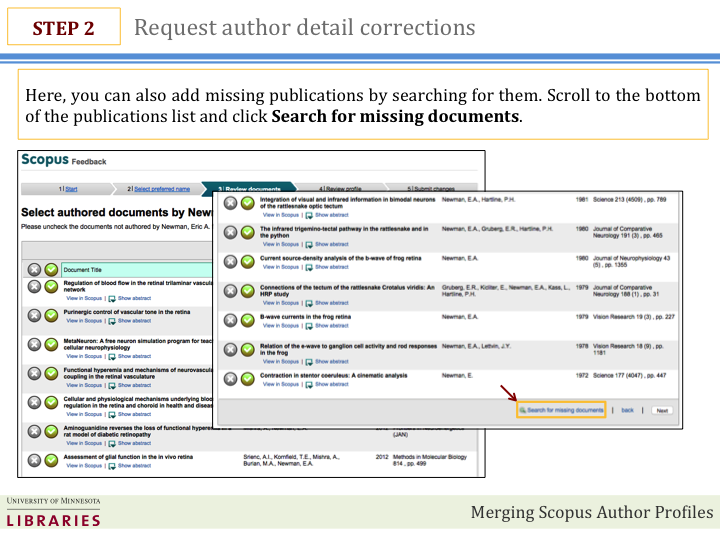 STEP 2
Request author detail corrections
Here, you can also add missing publications by searching for them. Scroll to the bottom
of the publications list and click Search for missing documents.
Scopus Feedback
1| Start
2| Select preferred name
3| Review documents
4| Review profile
5| Submit changes
Select authored documents by New
Please uncheck the documents not authored by Newman, Eric A.
Document Title
Regulation of blood flow in the retinal trilaminar vascula
network
View in Scopus | Show abstract
Purinergic control of vascular tone in the retina
View in Scopus | Show abstract
MetaNeuron: A free neuron simulation program for teac
cellular neurophysiology
View in Scopus | Show abstract
Functional hyperemia and mechanisms of neurovascula
coupling in the retinal vasculature
View in Scopus | Show abstract
Cellular and physiological mechanisms underlying bloo
regulation in the retina and choroid in health and diseas
View in Scopus | Show abstract
Aminoguanidine reverses the loss of functional hyperem
rat model of diabetic retinopathy
(JAN)
View in Scopus | Show abstract
Assessment of glial function in the in vivo retina
Srienc, A.I., Kornfield, T.E., Mishra, A.,
Burian, M.A., Newman, E.A.
2012 Methods in Molecular Biology
814 , pp. 499
View in Scopus | Show abstract
Integration of visual and infrared information in bimodal neurons
of the rattlesnake optic tectum
Newman, E.A., Hartline, P.H.
1981 Science 213 (4509) , pp. 789
View in Scopus | Show abstract
The infrared trigemino-tectal pathway in the rattlesnake and in
the python
Newman, E.A., Gruberg, E.R., Hartline, P.H.
1980 Journal of Comparative
Neurology 191 (3) , pp. 465
View in Scopus | Show abstract
Current source-density analysis of the b-wave of frog retina
Newman, E.A.
1980 Journal of Neurophysiology 43
(5) , pp. 1355
View in Scopus | Show abstract
Connections of the tectum of the rattlesnake Crotalus viridis: An
HRP study
Gruberg, E.R., Kicliter, E., Newman, E.A., Kass, L.,
Hartline, P.H.
1979 Journal of Comparative
Neurology 188 (1) , pp. 31
View in Scopus | Show abstract
B-wave currents in the frog retina
Newman, E.A.
1979 Vision Research 19 (3) , pp. 227
View in Scopus | Show abstract
Relation of the e-wave to ganglion cell activity and rod responses
in the frog
Newman, E.A., Lettvin, J.Y.
1978 Vision Research 18 (9) , pp.
1181
View in Scopus | Show abstract
Contraction in stentor coeruleus: A cinematic analysis
Newman, E.
1972 Science 177 (4047) , pp. 447
View in Scopus | Show abstract
Search for missing documents | back | Next
UNIVERSITY OF MINNESOTA
LIBRARIES
Merging Scopus Author Profiles